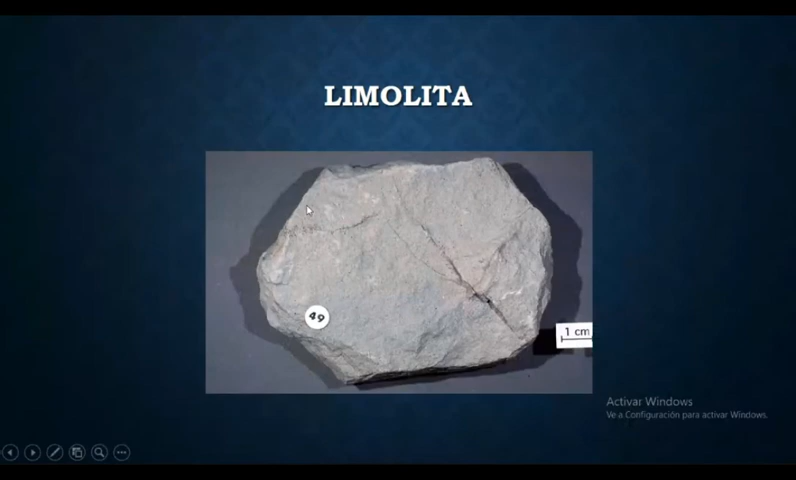 LIMOLITA
49
1 cm
Activar Windows
Ve a Configuración para activar Windows.